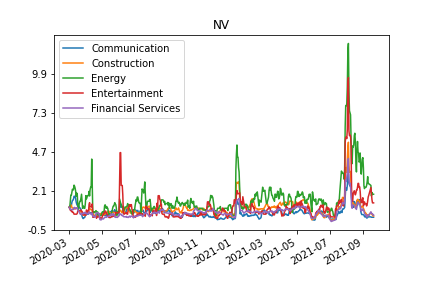 NV
Communication
Construction
Energy
Entertainment
Financial Services
9.9
7.3
4.7
2.1
-0.5
2020-03
2020-05
2020-07
2020-09
2020-11
2021-01
2021-03
2021-05
2021-07
2021-09